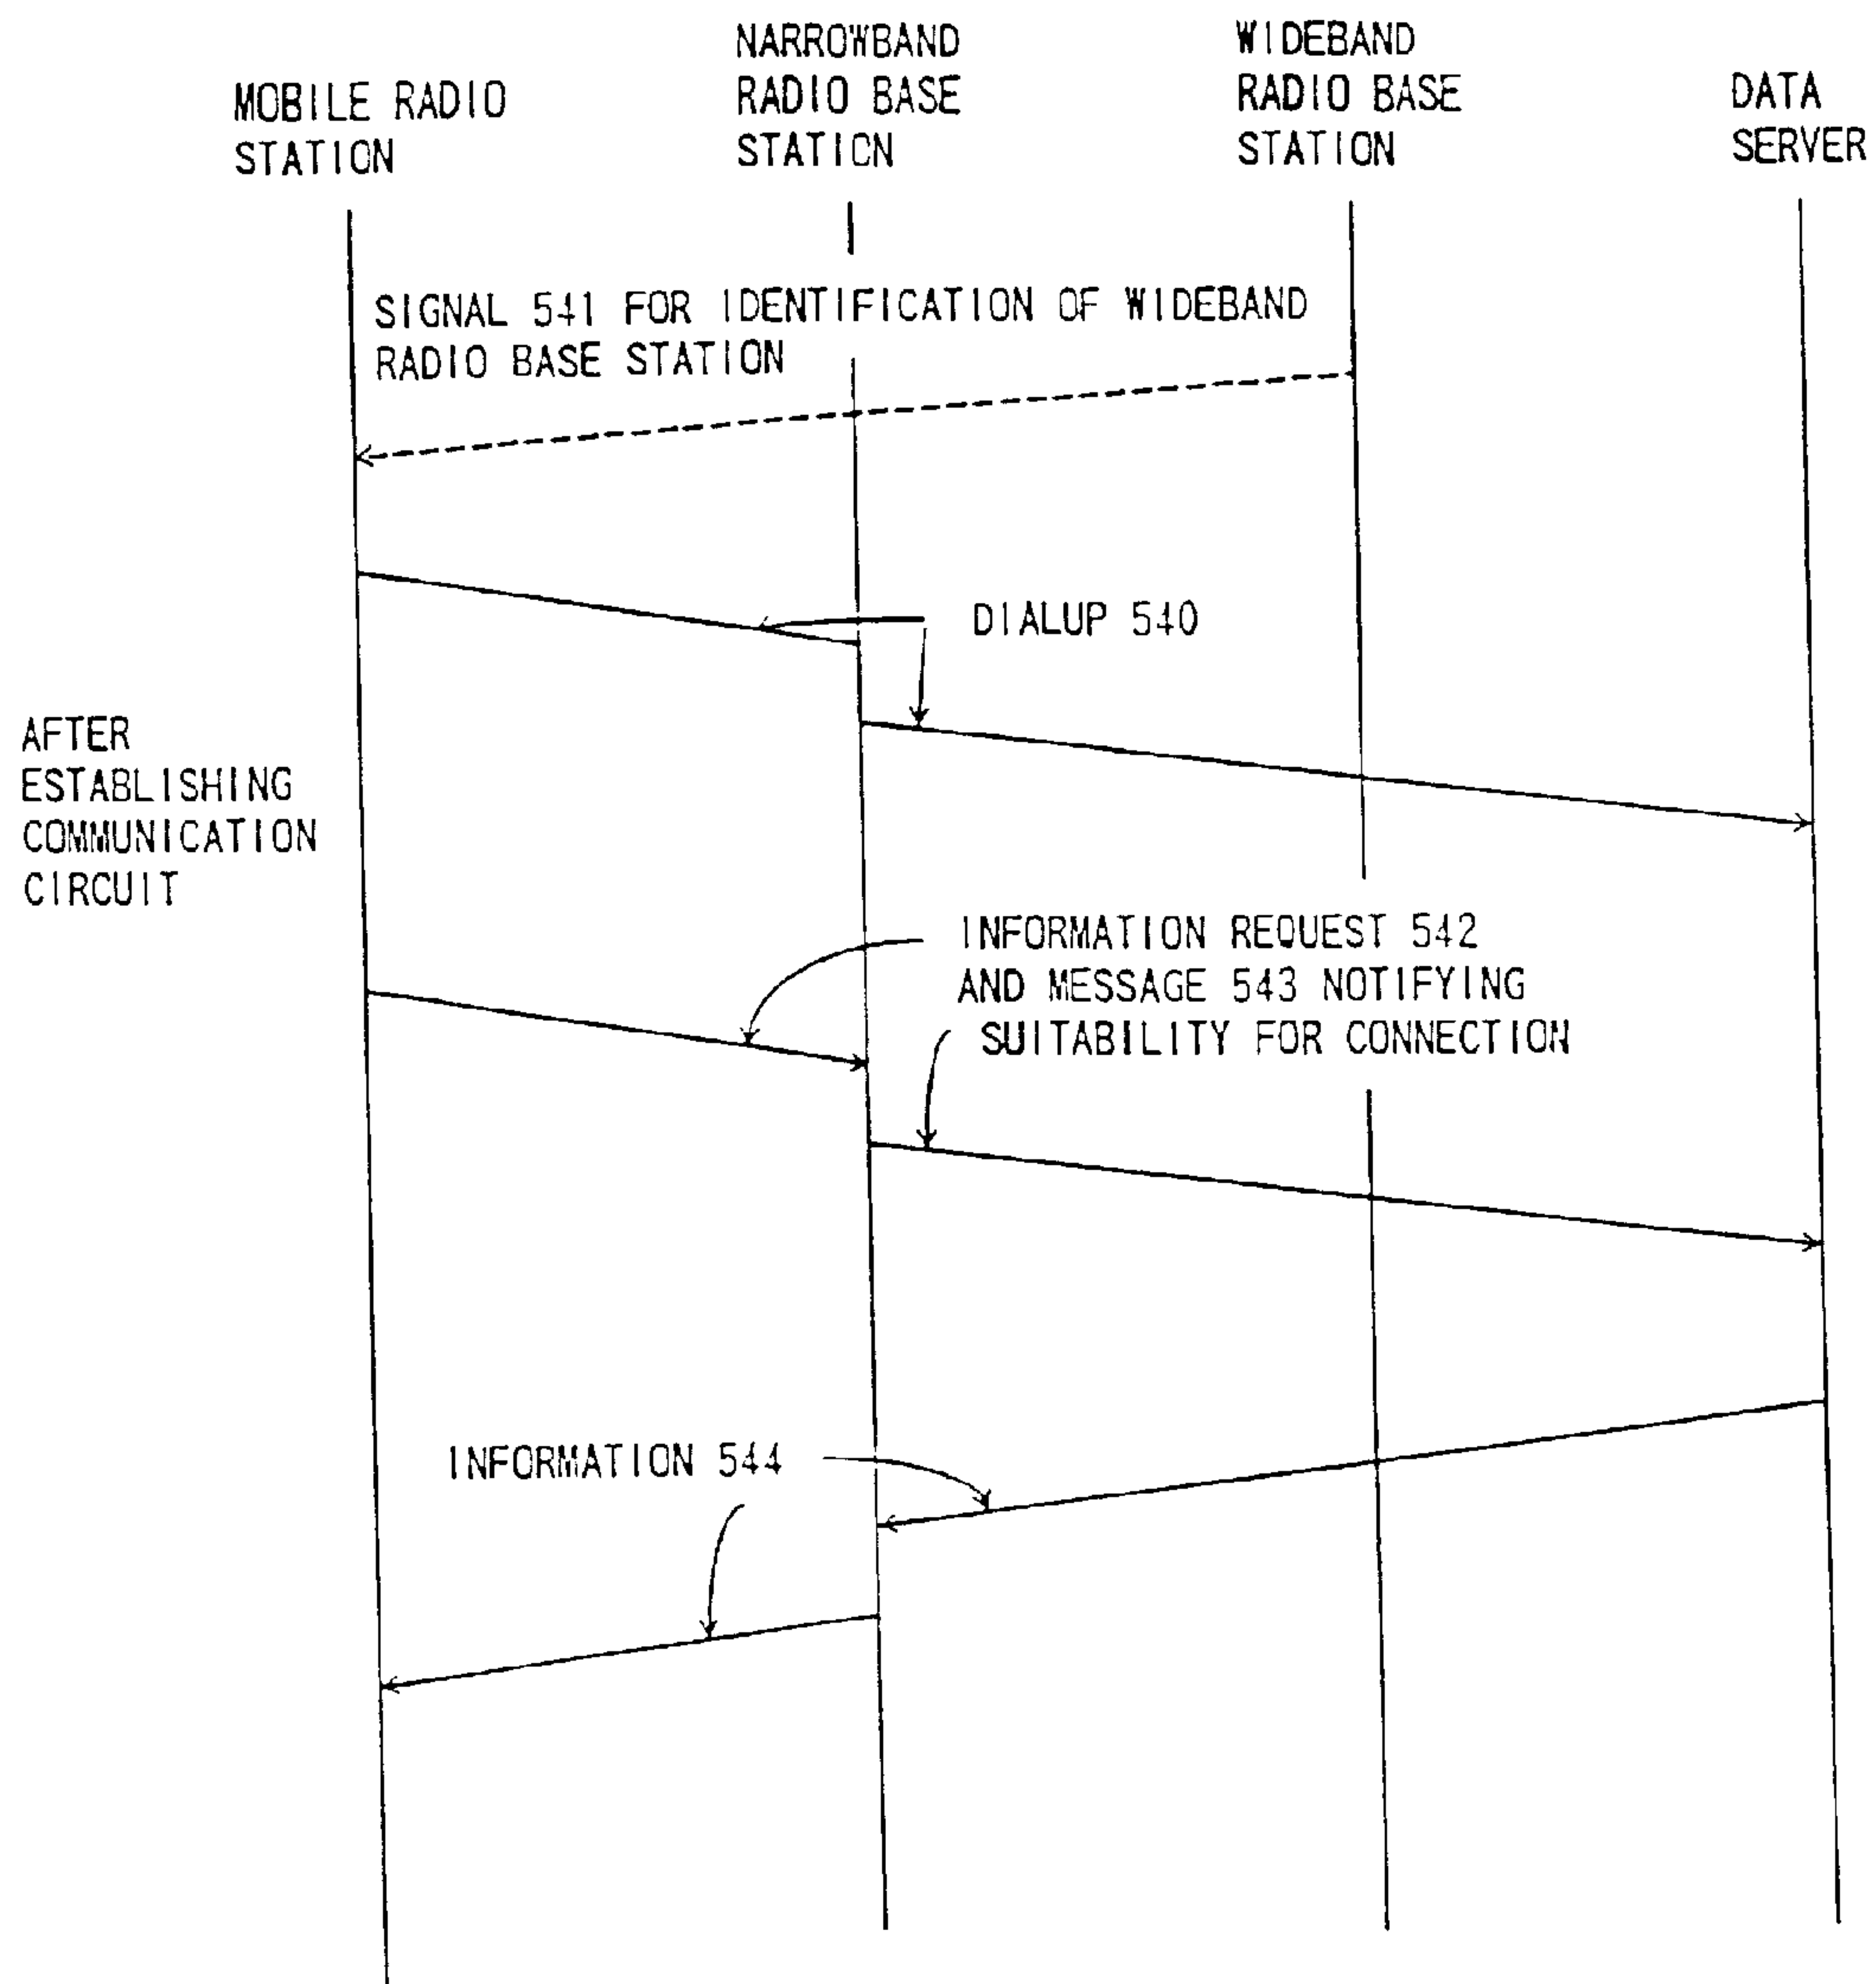 MOBILE RADIO
STATION
NARROWBAND
RADIO BASE
STATION
WIDEBAND
RADIO BASE
STATION
DATA
SERVER
SIGNAL 541 FOR IDENTIFICATION OF WIDEBAND
RADIO BASE STATION
DIALUP 540
AFTER
ESTABLISHING
COMMUNICATION
CIRCUIT
INFORMATION REQUEST 542
AND MESSAGE 543 NOTIFYING
SUITABILITY FOR CONNECTION
INFORMATION 544